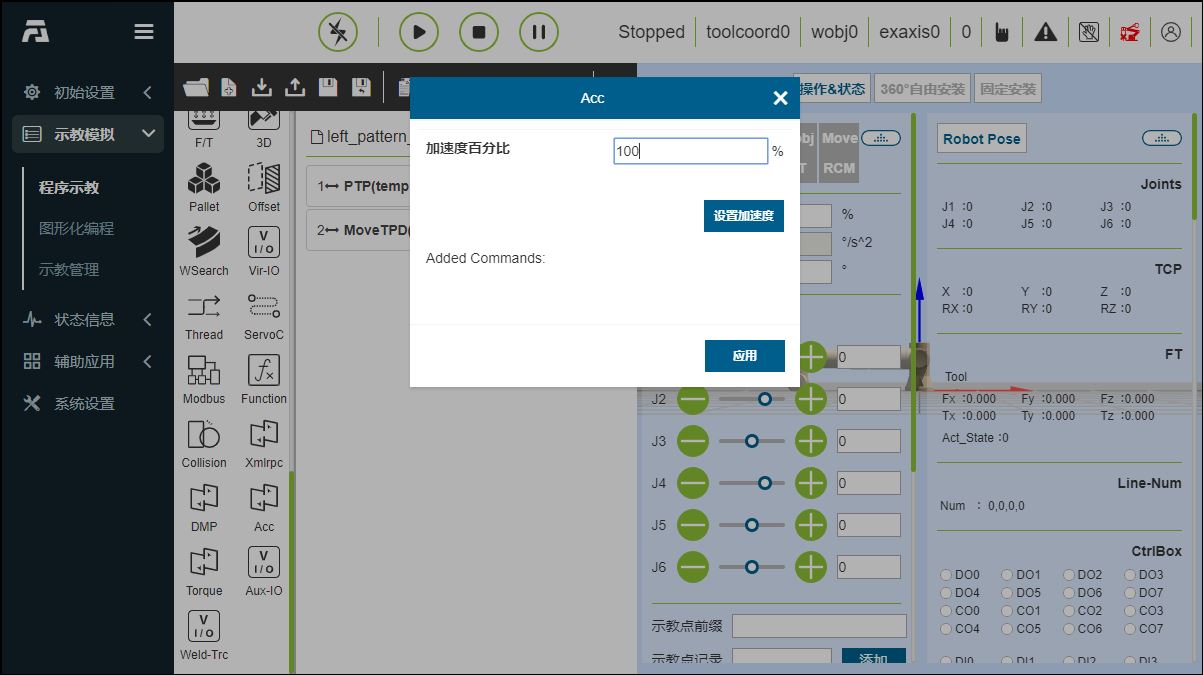 Stopped
toolcoord0
wobj0
exaxis0
0
初始设置
示教模拟
程序示教
图形化编程
示教管理
状态信息
辅助应用
系统设置
F/T
3D
Pallet
Offset
WSearch
Vir-IO
Thread
ServoC
Modbus
Function
Collision
Xmlrpc
DMP
Acc
Torque
Aux-IO
Weld-Trc
left_pattern_
1 PTP(temp
2 MoveTPD(
Acc
加速度百分比
100
%
设置加速度
Added Commands:
应用
操作&状态
360°自由安装
固定安装
Move
RCM
%
°/s^2
°
0
J2
0
J3
0
J4
0
J5
0
J6
0
示教点前缀
示教点记录
添加
Robot Pose
Joints
J1 :0 J2 :0 J3 :0
J4 :0 J5 :0 J6 :0
TCP
X :0 Y :0 Z :0
RX :0 RY :0 RZ :0
FT
Tool
Fx :0.000 Fy :0.000 Fz :0.000
Tx :0.000 Ty :0.000 Tz :0.000
Act_State :0
Line-Num
Num : 0,0,0,0
CtrlBox
DO0 DO1 DO2 DO3
DO4 DO5 DO6 DO7
CO0 CO1 CO2 CO3
CO4 CO5 CO6 CO7
DI0 DI1 DI2 DI3